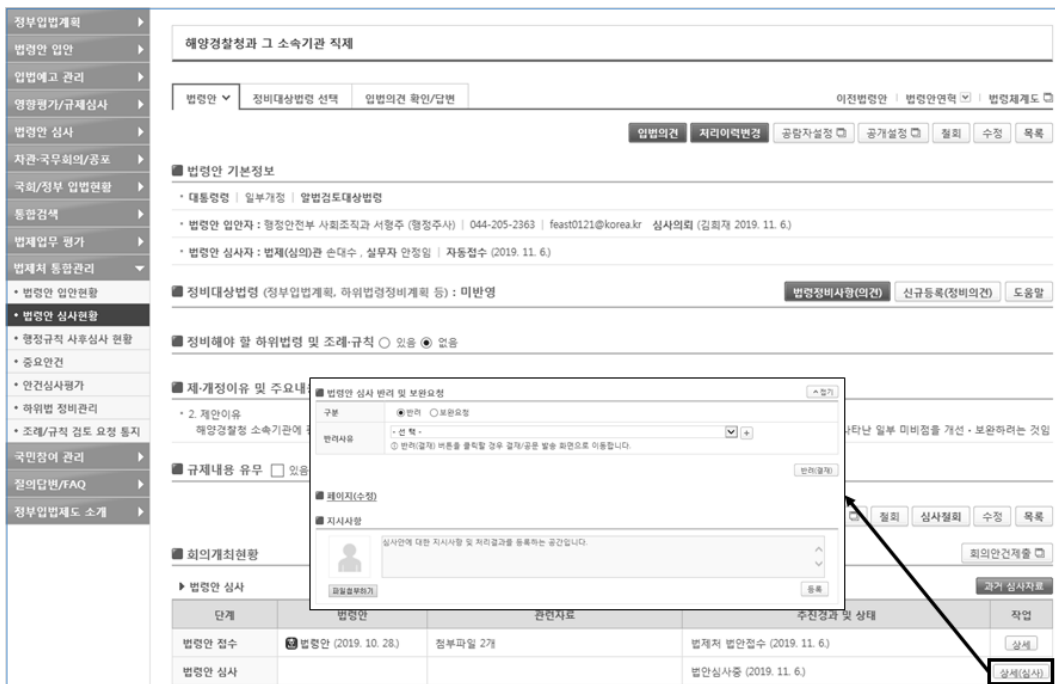 정부입법계획
법령안 입안
입법예고 관리
영향평가/규제심사
법령안 심사
차관·국무회의/공포
국회/정부 입법현황
통합검색
법제업무 평가
법제처 통합관리
• 법령안 입안현황
• 법령안 심사현황
• 행정규칙 사후심사 현황
• 중요안건
• 안건심사평가
• 하위법 정비관리
• 조례/규칙 검토 요청 통지
국민참여 관리
질의답변/FAQ
정부입법제도 소개
해양경찰청과 그 소속기관 직제
법령안 정비대상법령 선택 입법의견 확인/답변 이전법령안 | 법령안연혁 | 법령체계도
입법의견 처리이력변경 공람자설정 공개설정 철회 수정 목록
법령안 기본정보
• 대통령령 | 일부개정 | 알법검토대상법령
• 법령안 입안자 : 행정안전부 사회조직과 서형주 (행정주사) | 044-205-2363 | feast0121@korea.kr 심사의뢰 (김희재 2019. 11. 6.)
• 법령안 심사자 : 법제(심의)관 손대수 , 실무자 안정임 | 자동접수 (2019. 11. 6.)
정비대상법령 (정부입법계획, 하위법령정비계획 등) : 미반영 법령정비사항(의견) 신규등록(정비의견) 도움말
정비해야 할 하위법령 및 조례·규칙 있음 없음
제·개정이유 및 주요내
• 2. 제안이유
해양경찰청 소속기관에 나타난 일부 미비점을 개선·보완하려는 것임
규제내용 유무 있음
철회 심사철회 수정 목록
법령안 심사 반려 및 보완요청 접기
구분 반려 보완요청
반려사유 - 선 택 - +
① 반려(결재) 버튼을 클릭할 경우 결재/공문 발송 화면으로 이동합니다.
반려(결재)
페이지(수정)
지시사항
심사안에 대한 지시사항 및 처리결과를 등록하는 공간입니다.
파일첨부하기 등록
회의개최현황 회의안건제출
▶ 법령안 심사 과거 심사자료
단계 법령안 관련자료 추진경과 및 상태 작업
법령안 접수 법령안 (2019. 10. 28.) 첨부파일 2개 법제처 법안접수 (2019. 11. 6.) 상세
법령안 심사 법안심사중 (2019. 11. 6.) 상세(심사)